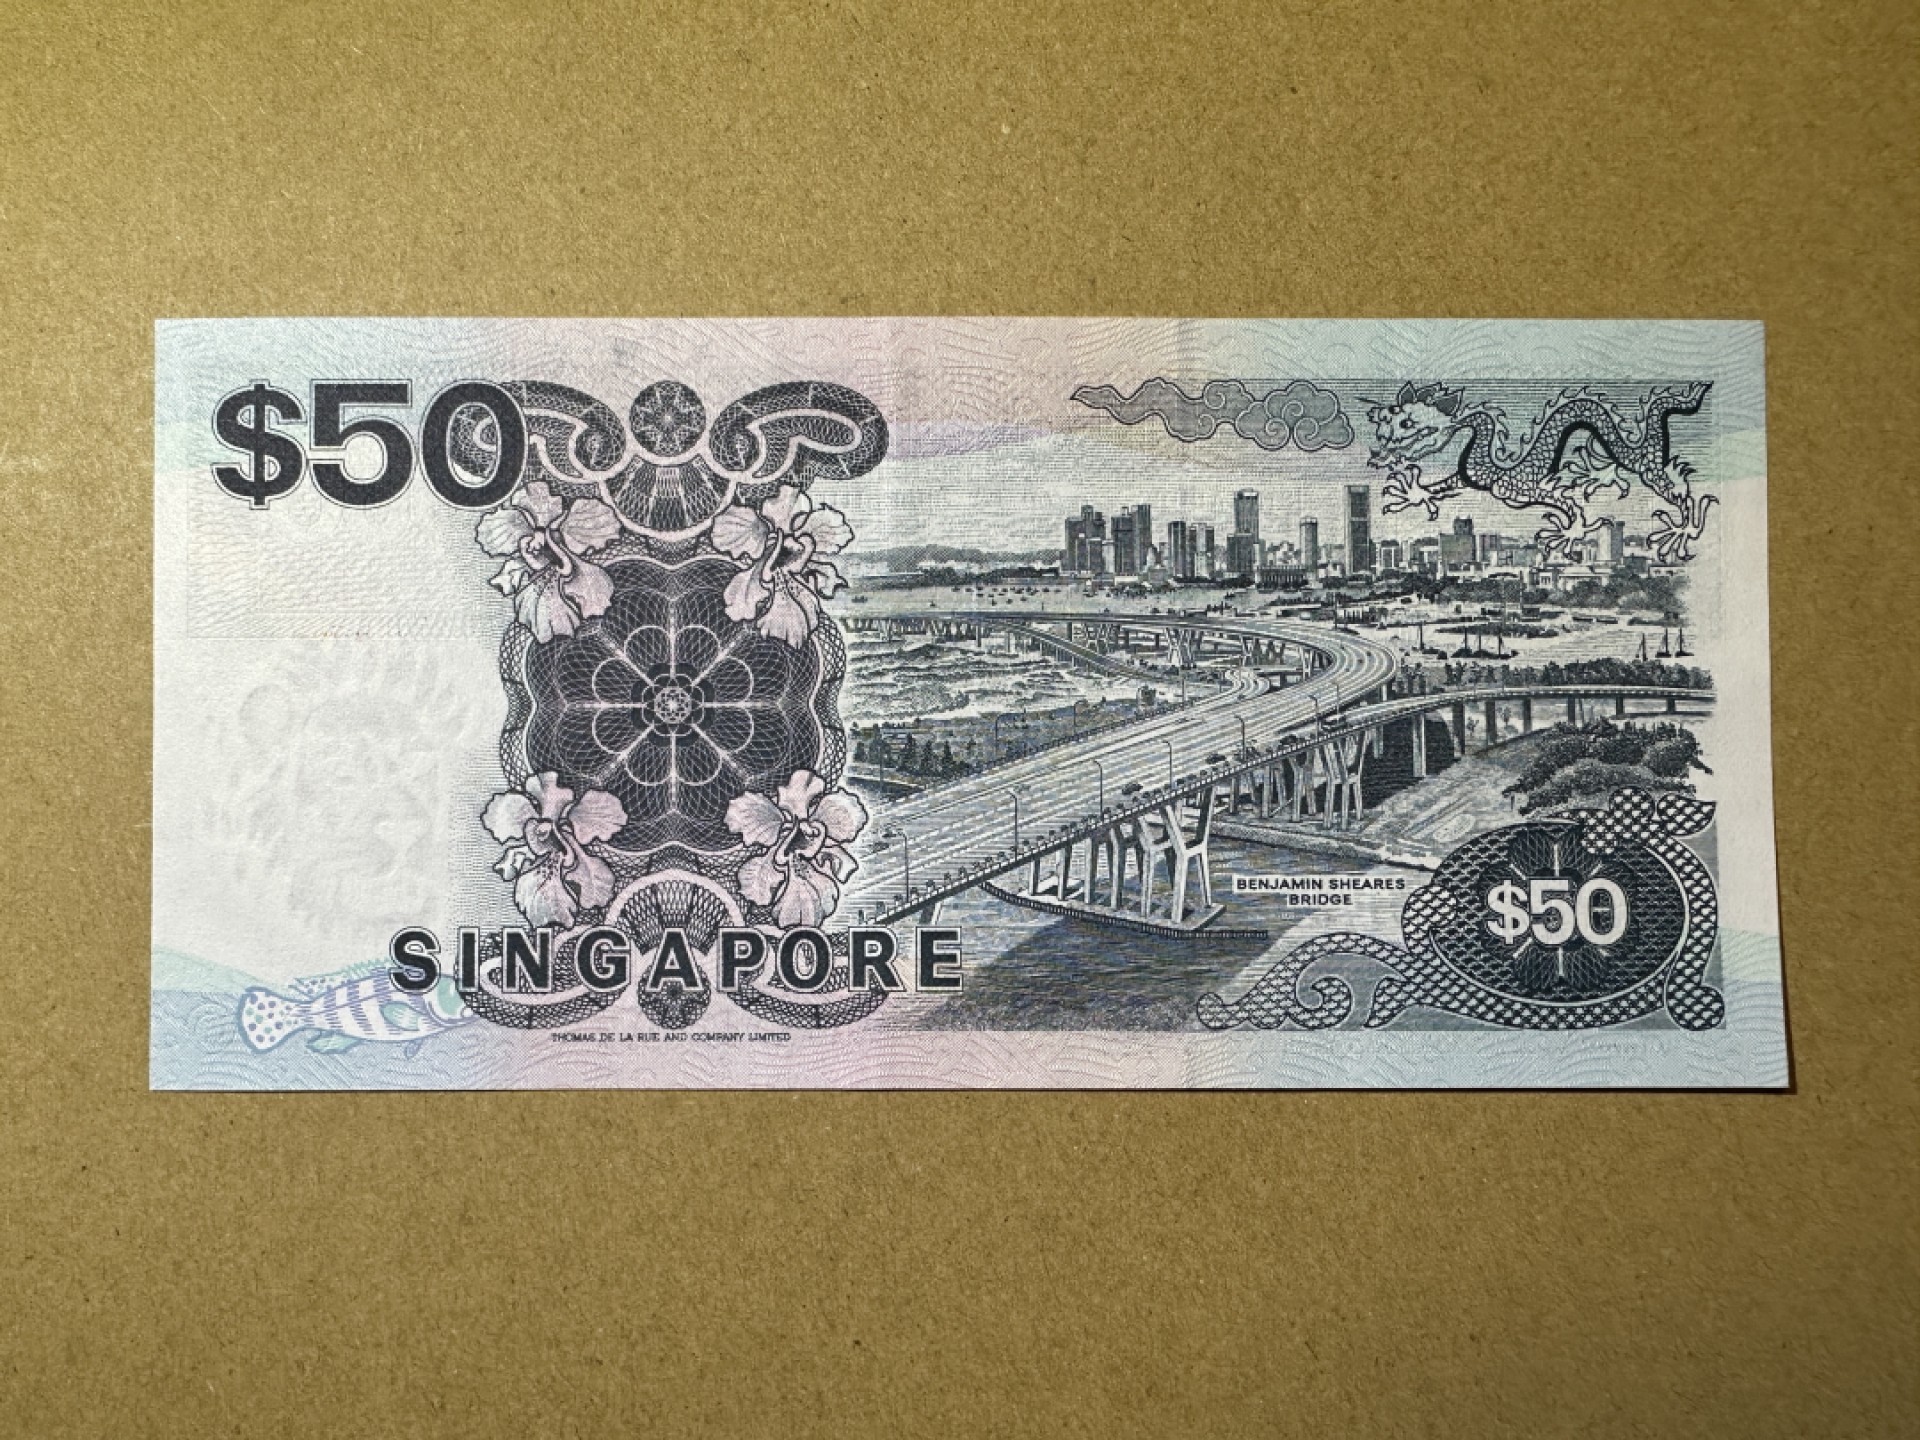 $50
BENJAMIN SHEARES
BRIDGE
$50
SINGAPORE
THOMAS DE LA RUE AND COMPANY LIMITED